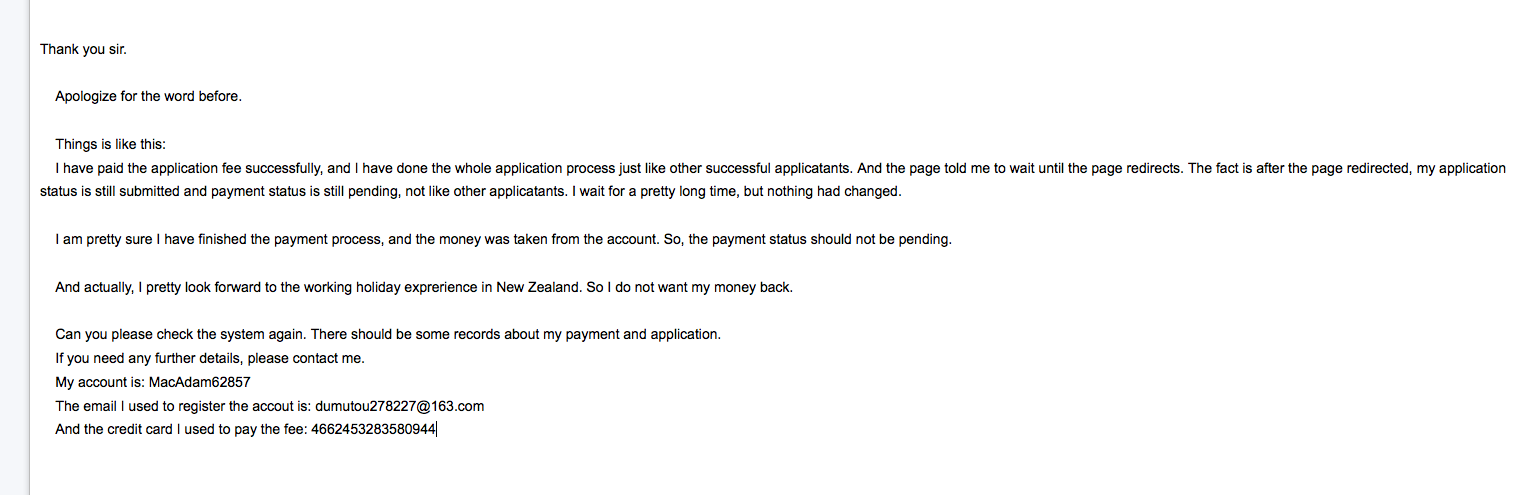 Thank you sir.
Apologize for the word before.
Things is like this:
I have paid the application fee successfully, and I have done the whole application process just like other successful applicatants. And the page told me to wait until the page redirects. The fact is after the page redirected, my application
status is still submitted and payment status is still pending, not like other applicatants. I wait for a pretty long time, but nothing had changed.
I am pretty sure I have finished the payment process, and the money was taken from the account. So, the payment status should not be pending.
And actually, I pretty look forward to the working holiday exprerience in New Zealand. So I do not want my money back.
Can you please check the system again. There should be some records about my payment and application.
If you need any further details, please contact me.
My account is: MacAdam62857
The email I used to register the accout is: dumutou278227@163.com
And the credit card I used to pay the fee: 4662453283580944